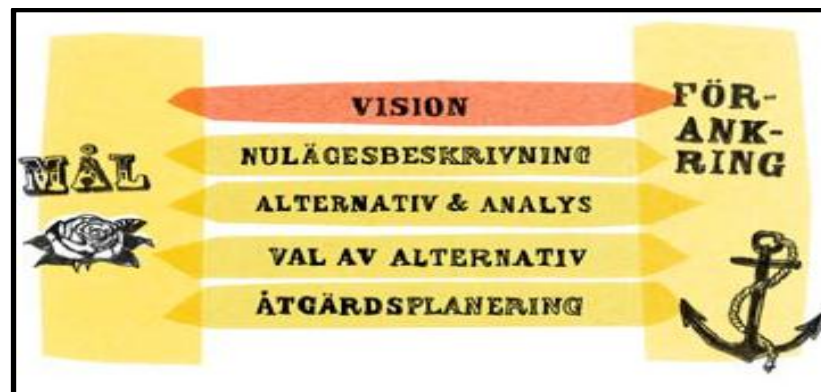 MÅL
VISION
NULÄGESBESKRIVNING
ALTERNATIV & ANALYS
VAL AV ALTERNATIV
ÅTGÄRDSPLANERING
FÖR-
ANK-
RING